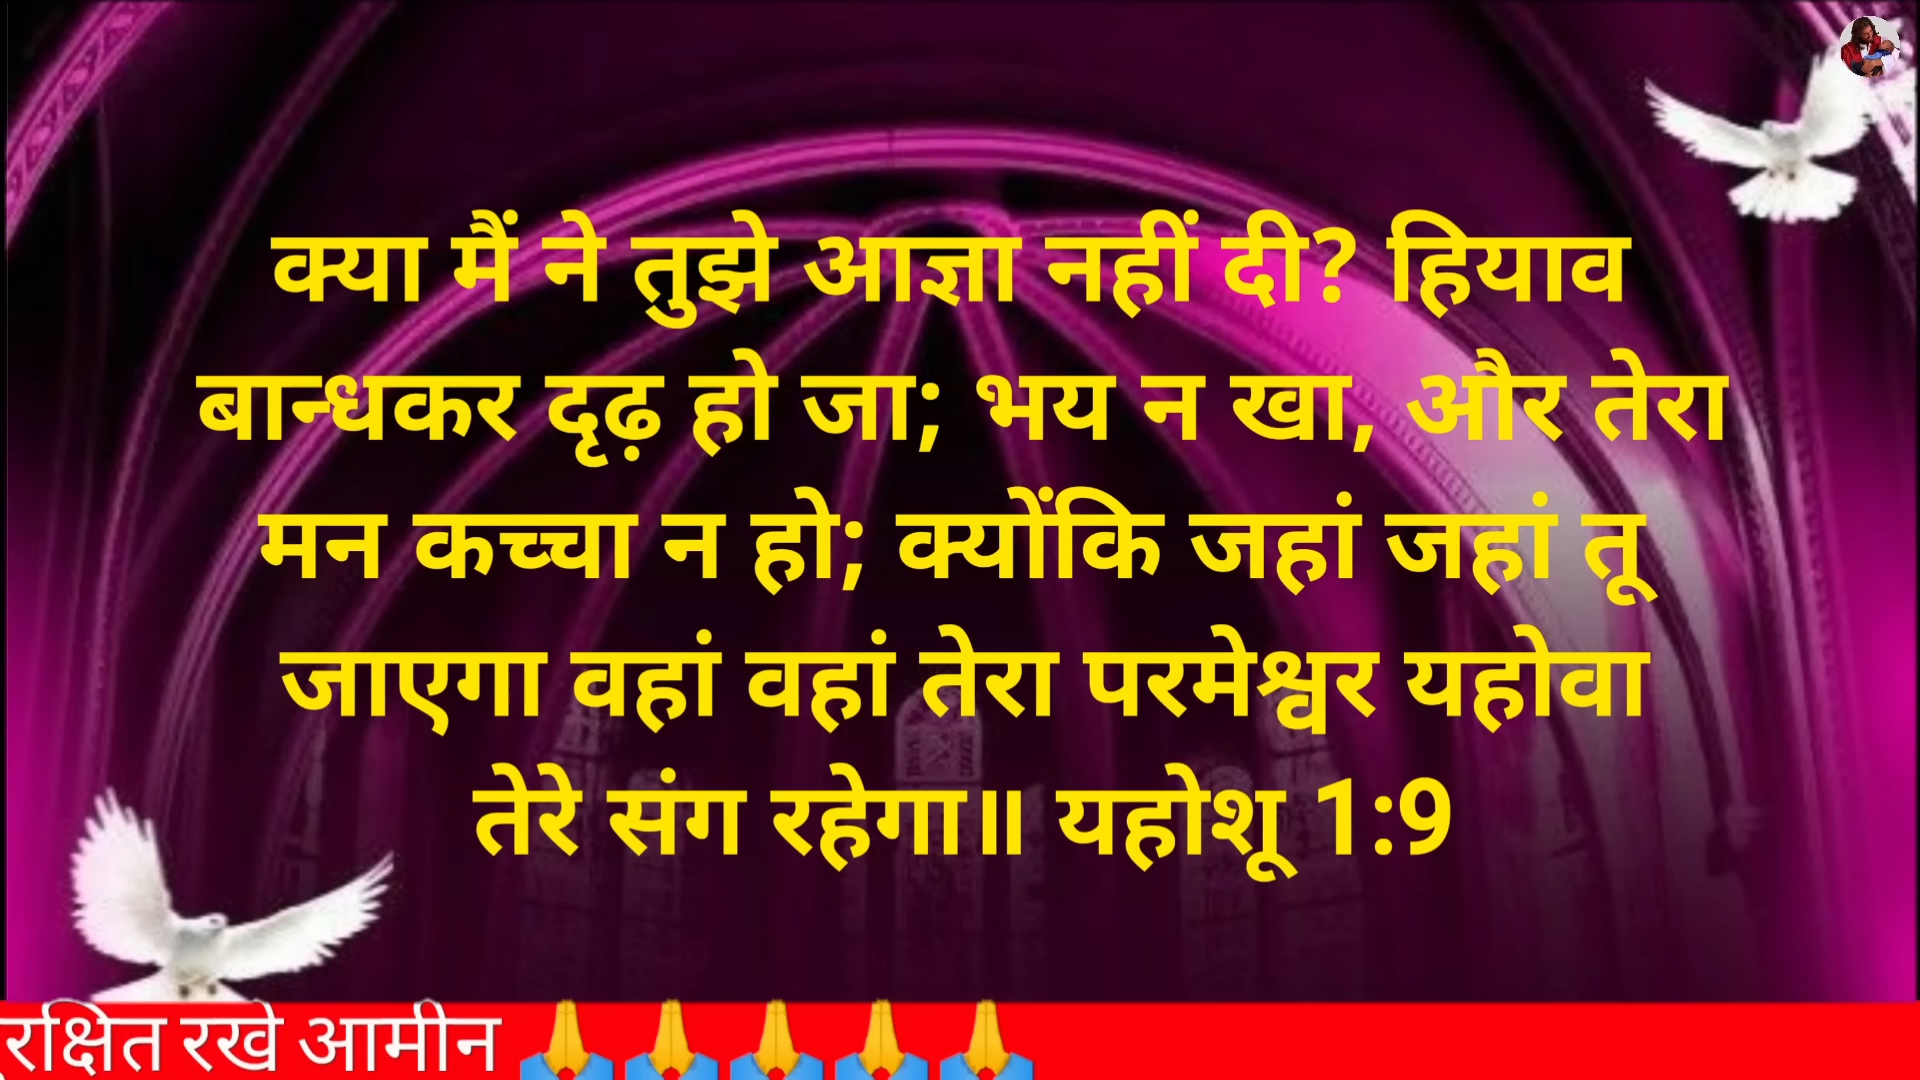 क्या मैं ने तुझे आज्ञा नहीं दी? हियाव
बान्धकर दृढ़ हो जा; भय न खा, और तेरा
मन कच्चा न हो; क्योंकि जहां जहां तू
जाएगा वहां वहां तेरा परमेश्वर यहोवा
तेरे संग रहेगा॥ यहोशू 1:9
रक्षित रखे आमीन 🙏🙏🙏🙏🙏